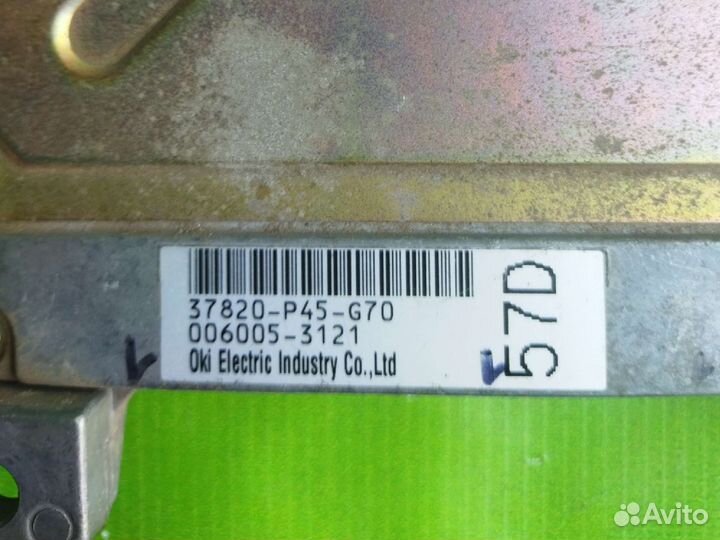 37820-P45-G70
006005-3121
Oki Electric Industry Co.,Ltd
57D
Avito